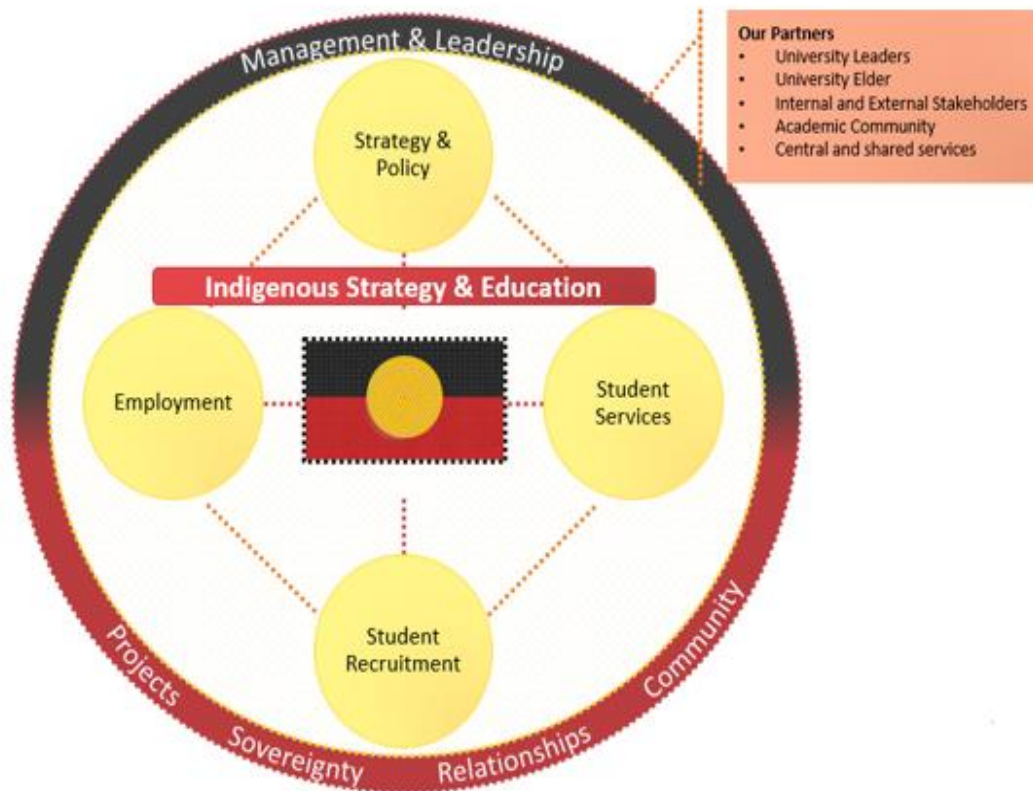 Management & Leadership
Our Partners
• University Leaders
• University Elder
• Internal and External Stakeholders
• Academic Community
• Central and shared services
Strategy &
Policy
Indigenous Strategy & Education
Employment
Student
Services
Student
Recruitment
Projects
Sovereignty
Relationships
Community